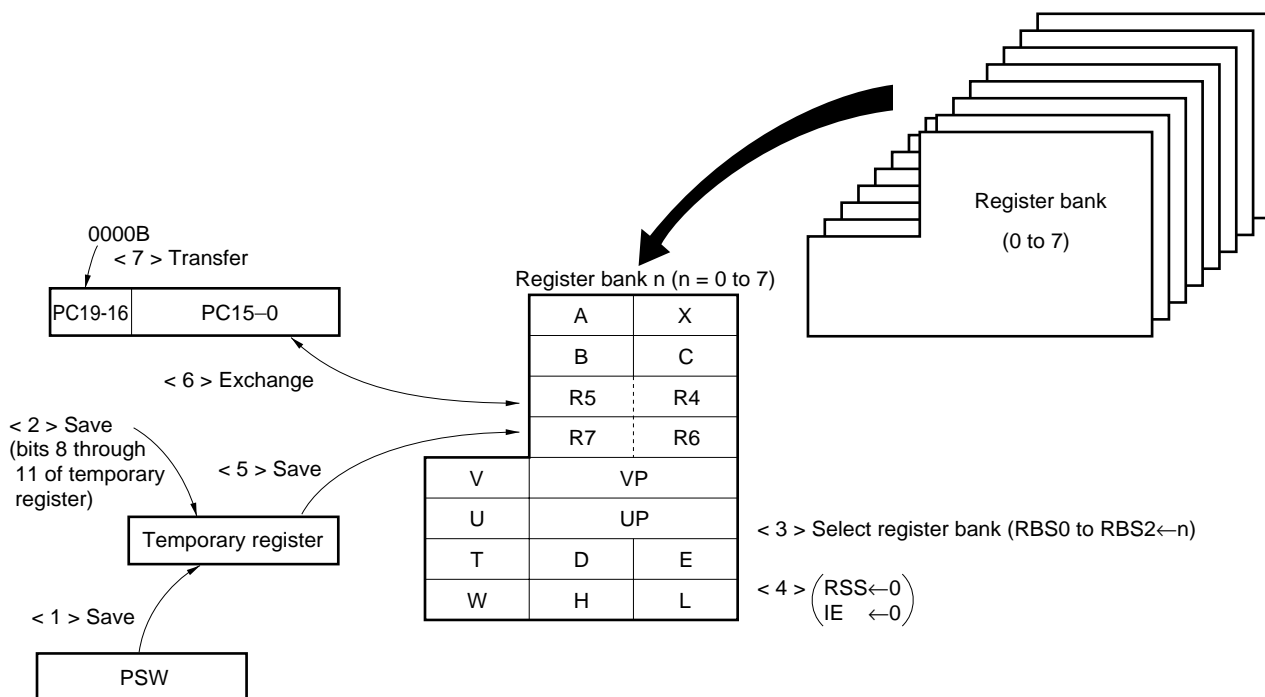 Register bank
(0 to 7)
0000B
< 7 > Transfer
PC19-16
PC15–0
Register bank n (n = 0 to 7)
A
X
B
C
R5
R4
R7
R6
V
VP
U
UP
T
D
E
W
H
L
< 6 > Exchange
< 2 > Save
(bits 8 through
11 of temporary
register)
< 5 > Save
Temporary register
< 3 > Select register bank (RBS0 to RBS2←n)
< 4 > (RSS←0
IE ←0)
< 1 > Save
PSW